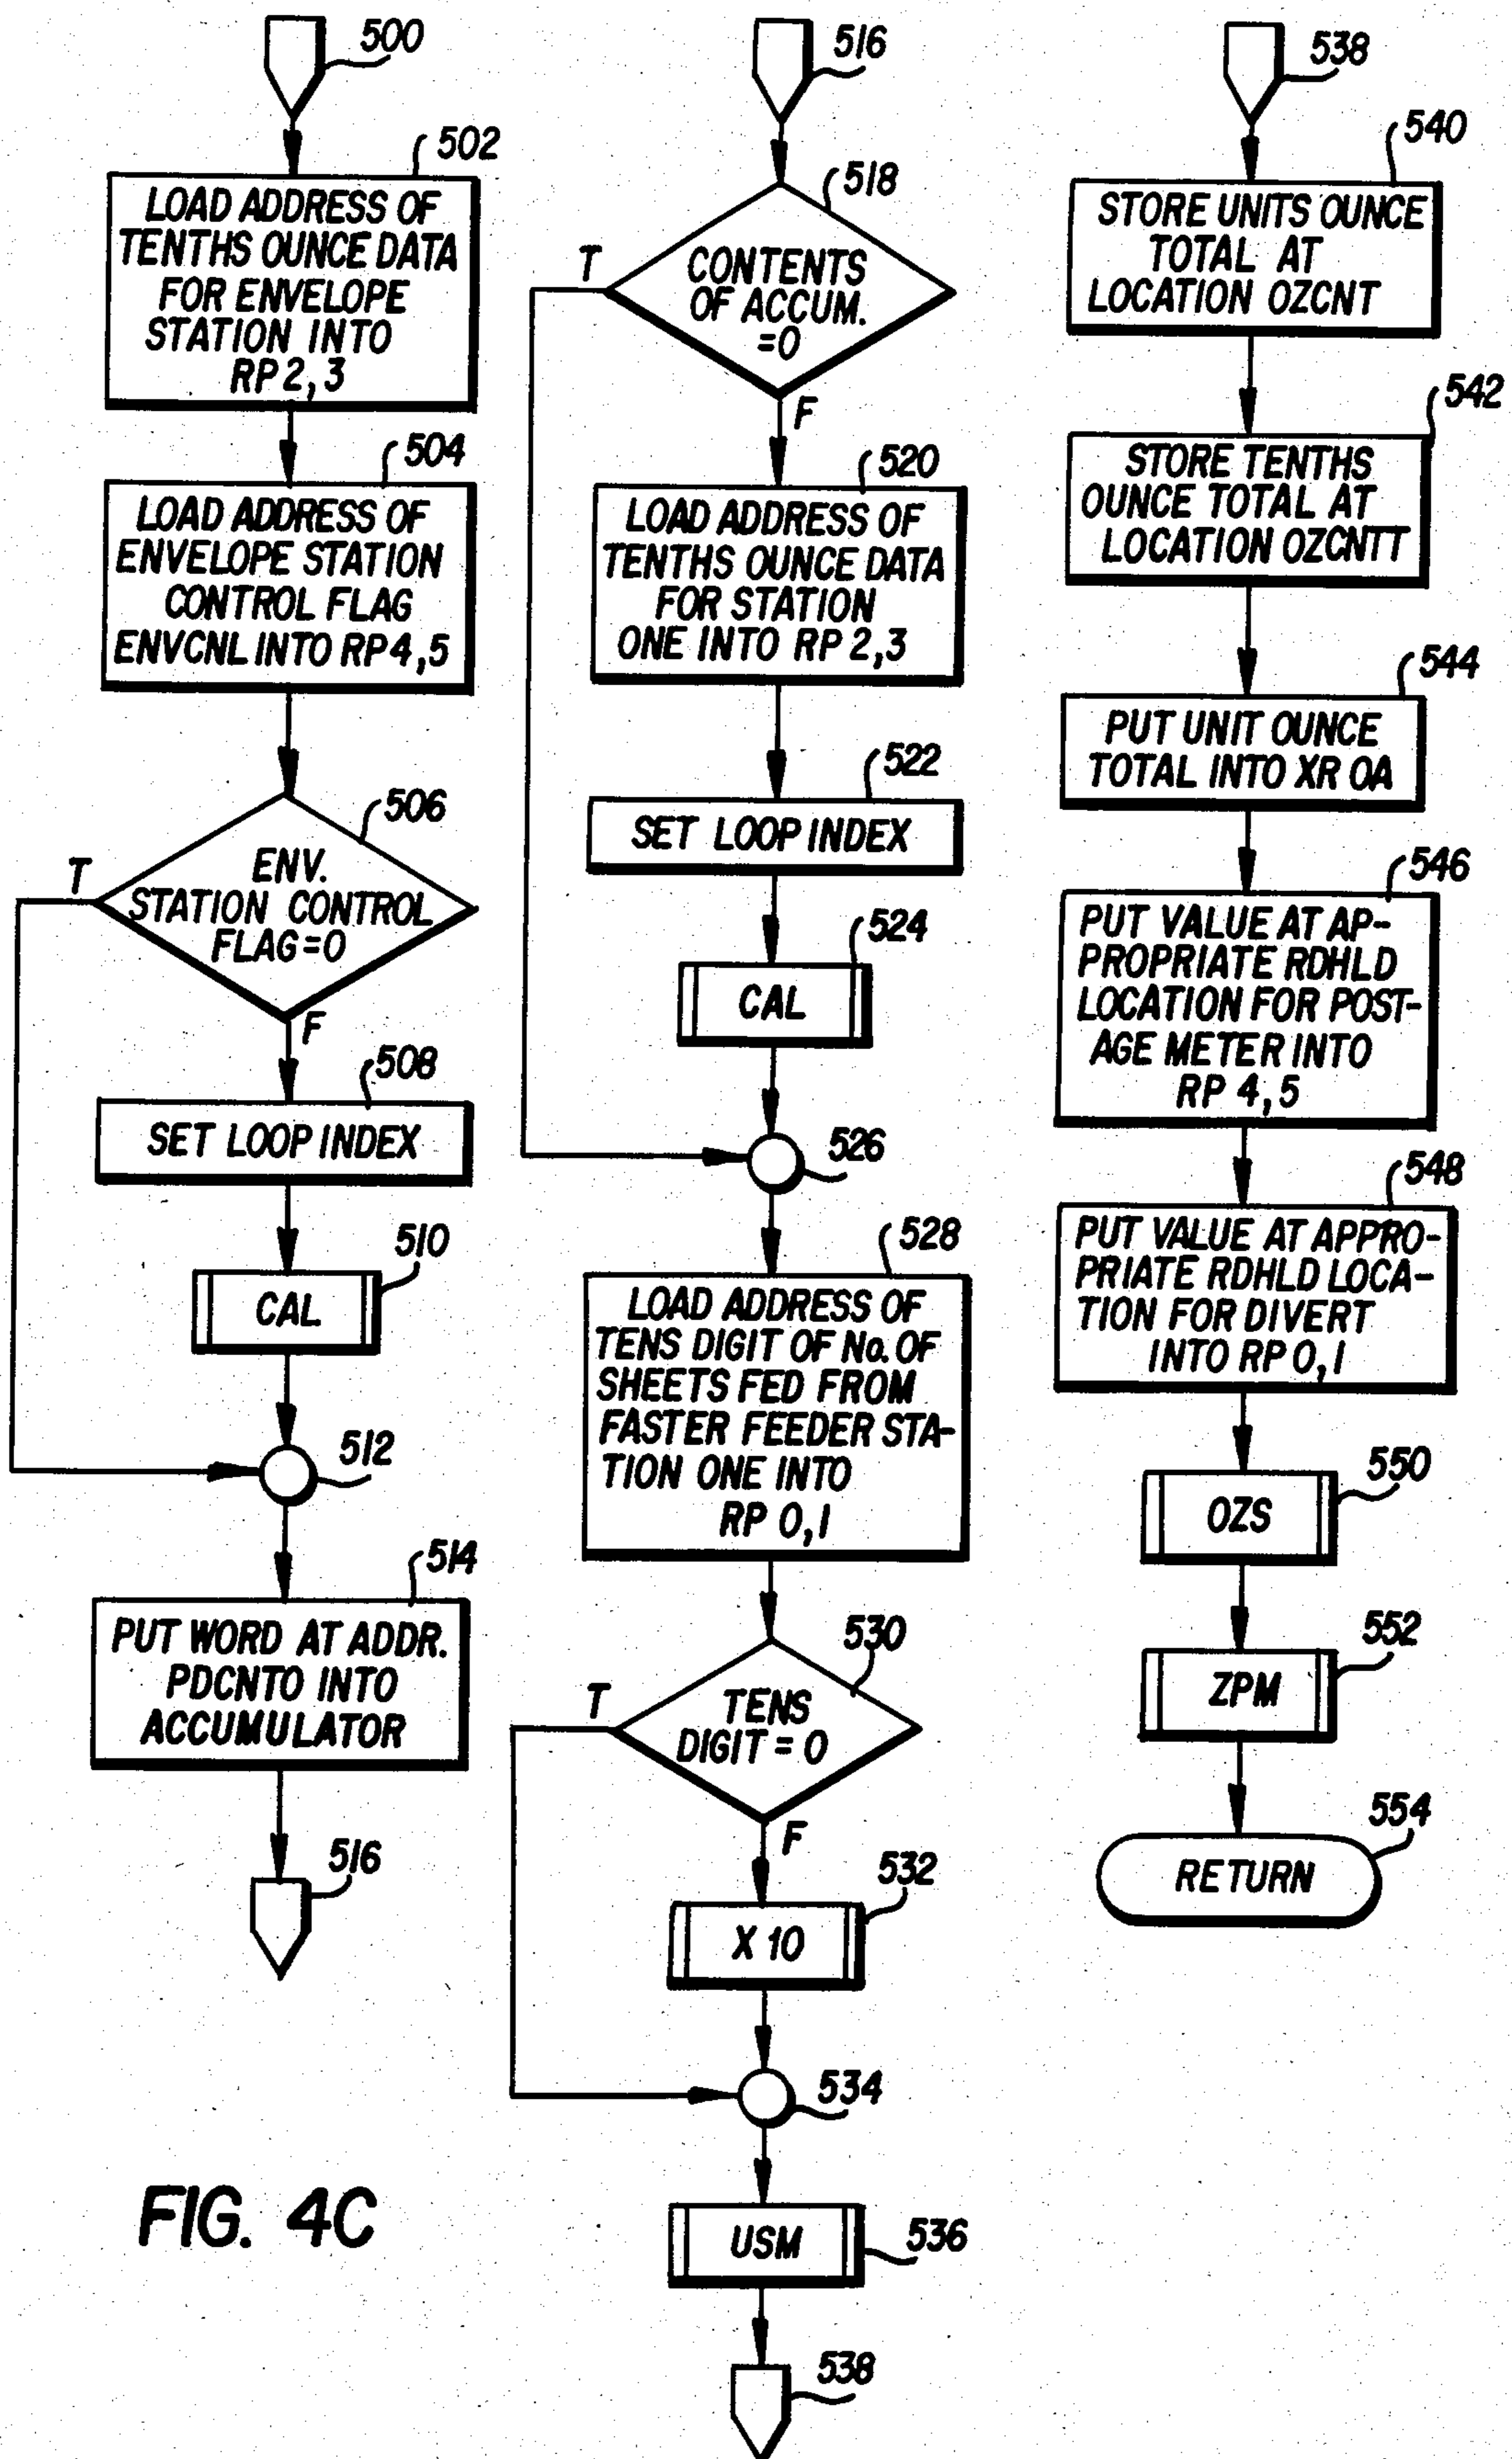 500
502
LOAD ADDRESS OF
TENTHS OUNCE DATA
FOR ENVELOPE
STATION INTO
RP 2,3
504
LOAD ADDRESS OF
ENVELOPE STATION
CONTROL FLAG
ENVCNL INTO RP 4,5
506
T
ENV.
STATION CONTROL
FLAG=0
F
508
SET LOOP INDEX
510
CAL
512
514
PUT WORD AT ADDR.
PDCNTO INTO
ACCUMULATOR
516
516
518
T
CONTENTS
OF ACCUM.
=0
F
520
LOAD ADDRESS OF
TENTHS OUNCE DATA
FOR STATION
ONE INTO RP 2,3
522
SET LOOP INDEX
524
CAL
526
528
LOAD ADDRESS OF
TENS DIGIT OF No. OF
SHEETS FED FROM
FASTER FEEDER STA-
TION ONE INTO
RP 0,1
530
T
TENS
DIGIT = 0
F
532
X 10
534
USM
536
538
538
540
STORE UNITS OUNCE
TOTAL AT
LOCATION OZCNT
542
STORE TENTHS
OUNCE TOTAL AT
LOCATION OZCNTT
544
PUT UNIT OUNCE
TOTAL INTO XR OA
546
PUT VALUE AT AP-
PROPRIATE RDHLD
LOCATION FOR POST-
AGE METER INTO
RP 4,5
548
PUT VALUE AT APPRO-
PRIATE RDHLD LOCA-
TION FOR DIVERT
INTO RP 0,1
550
OZS
552
ZPM
554
RETURN
FIG. 4C